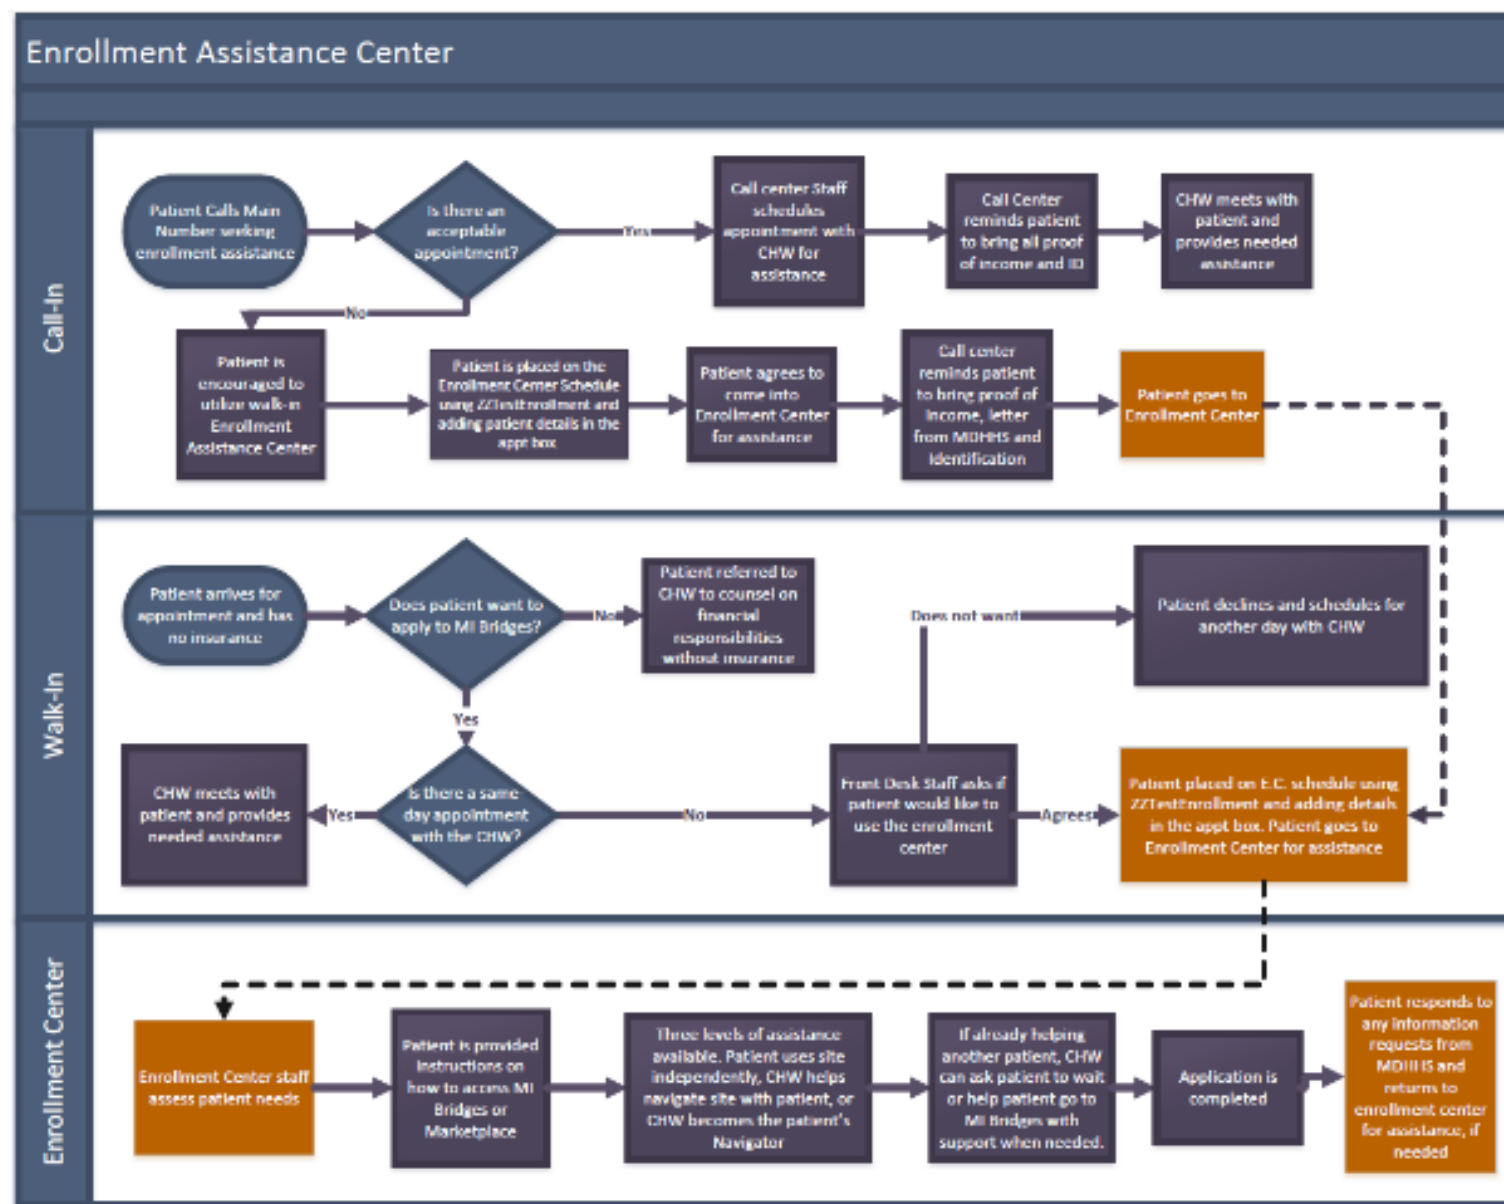 Enrollment Assistance Center
Call-In
Patient Calls Main
Number seeking
enrollment assistance
Is there an
acceptable
appointment?
Yes
Call center Staff
schedules
appointment with
CHW for
assistance
Call Center
reminds patient
to bring all proof
of income and ID
CHW meets with
patient and
provides needed
assistance
No
Patient is
encouraged to
utilize walk-in
Enrollment
Assistance Center
Patient is placed on the
Enrollment Center Schedule
using ZZTestEnrollment and
adding patient details in the
appt box
Patient agrees to
come into
Enrollment Center
for assistance
Call center
reminds patient
to bring proof of
income, letter
from MDHHS and
Identification
Patient goes to
Enrollment Center
Walk-In
Patient arrives for
appointment and has
no insurance
Does patient want to
apply to MI Bridges?
No
Patient referred to
CHW to counsel on
financial
responsibilities
without insurance
Does not want
Patient declines and schedules for
another day with CHW
Yes
CHW meets with
patient and provides
needed assistance
Yes
Is there a same
day appointment
with the CHW?
No
Front Desk Staff asks if
patient would like to
use the enrollment
center
Agrees
Patient placed on E.C. schedule using
ZZTestEnrollment and adding details
in the appt box. Patient goes to
Enrollment Center for assistance
Enrollment Center
Enrollment Center staff
assess patient needs
Patient is provided
instructions on
how to access MI
Bridges or
Marketplace
Three levels of assistance
available. Patient uses site
independently, CHW helps
navigate site with patient, or
CHW becomes the patient's
Navigator
If already helping
another patient, CHW
can ask patient to wait
or help patient go to
MI Bridges with
support when needed.
Application is
completed
Patient responds to
any information
requests from
MDHHS and
returns to
enrollment center
for assistance, if
needed